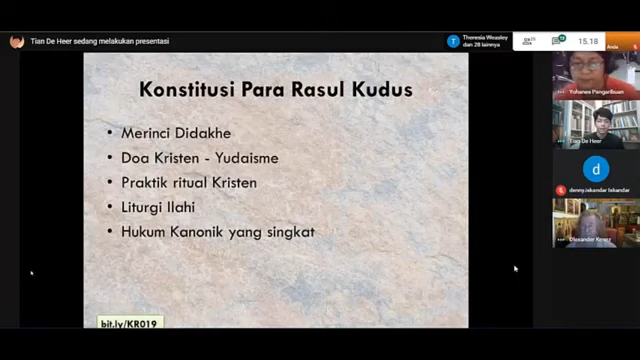 Tian De Heer sedang melakukan presentasi
T
Theresia Weasley
dan 28 lainnya
15.18
Anda
Konstitusi Para Rasul Kudus
• Merinci Didakhe
• Doa Kristen - Yudaisme
• Praktik ritual Kristen
• Liturgi Ilahi
• Hukum Kanonik yang singkat
bit.ly/KR019
Yohanes Pangaribuan
Tian De Heer
d
denny.iskandar Iskandar